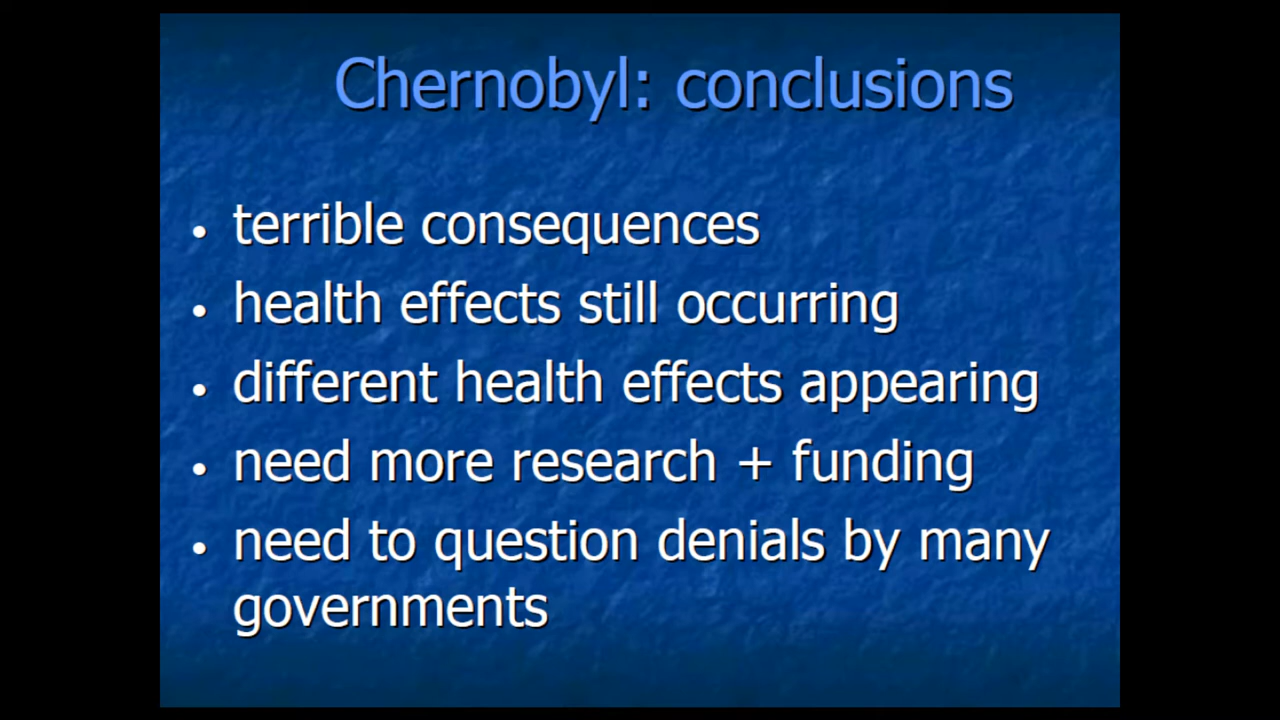 Chernobyl: conclusions
• terrible consequences
• health effects still occurring
• different health effects appearing
• need more research + funding
• need to question denials by many
governments